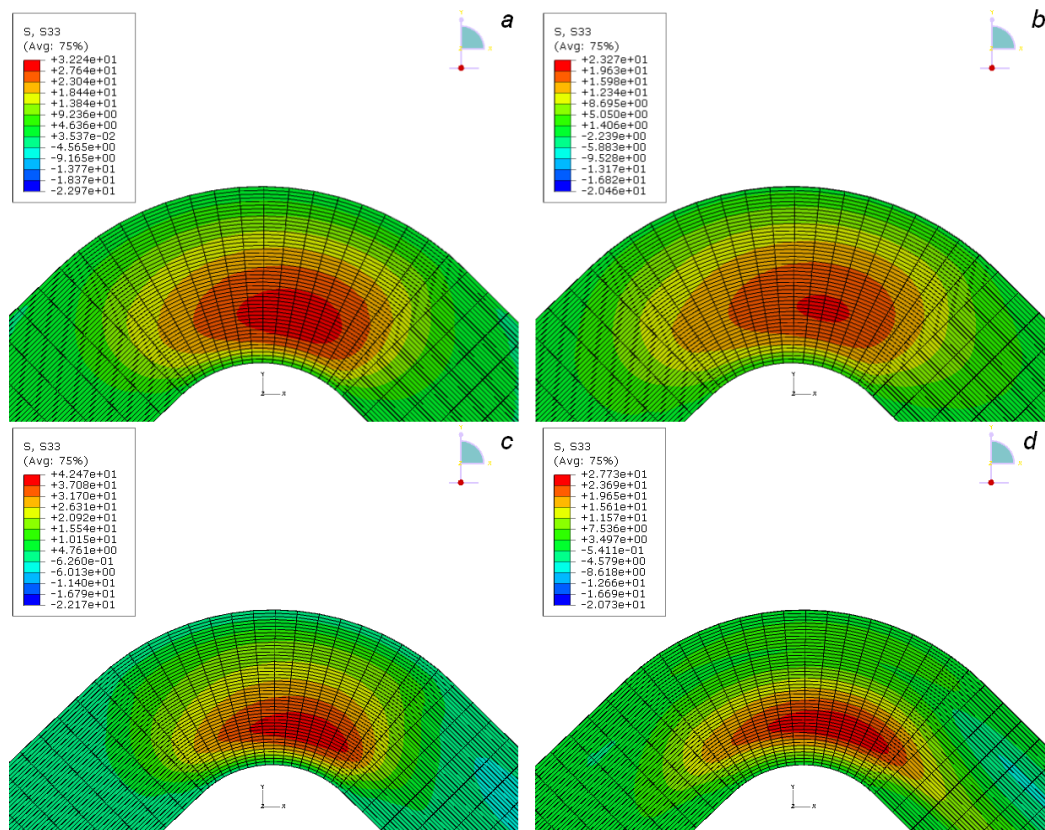 a
S, S33
(Avg: 75%)
+3.224e+01
+2.764e+01
+2.304e+01
+1.844e+01
+1.384e+01
+9.236e+00
+4.636e+00
+3.537e-02
-4.565e+00
-9.165e+00
-1.377e+01
-1.837e+01
-2.297e+01
Y
Z X
b
S, S33
(Avg: 75%)
+2.327e+01
+1.963e+01
+1.598e+01
+1.234e+01
+8.695e+00
+5.050e+00
+1.406e+00
-2.239e+00
-5.883e+00
-9.528e+00
-1.317e+01
-1.682e+01
-2.046e+01
Y
Z X
c
S, S33
(Avg: 75%)
+4.247e+01
+3.708e+01
+3.170e+01
+2.631e+01
+2.092e+01
+1.554e+01
+1.015e+01
+4.761e+00
-6.260e-01
-6.013e+00
-1.140e+01
-1.679e+01
-2.217e+01
Y
Z X
d
S, S33
(Avg: 75%)
+2.773e+01
+2.369e+01
+1.965e+01
+1.561e+01
+1.157e+01
+7.536e+00
+3.497e+00
-5.411e-01
-4.579e+00
-8.618e+00
-1.266e+01
-1.669e+01
-2.073e+01
Y
Z X